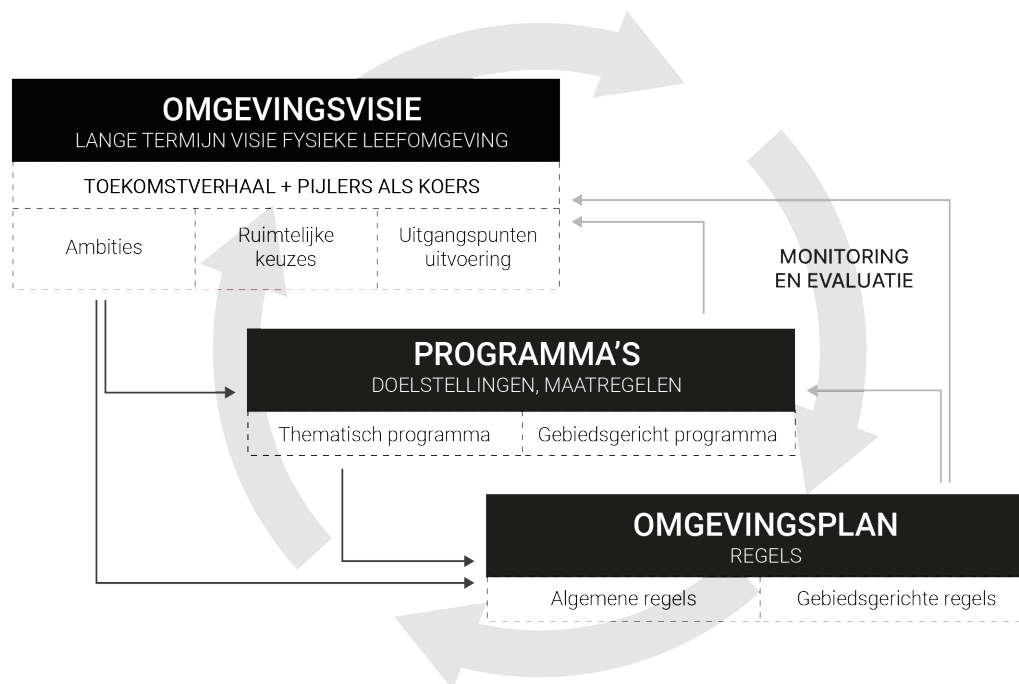 OMGEVINGSVISIE
LANGE TERMIJN VISIE FYSIEKE LEEFOMGEVING
TOEKOMSTVERHAAL + PIJLERS ALS KOERS
Ambities
Ruimtelijke
keuzes
Uitgangspunten
uitvoering
MONITORING
EN EVALUATIE
PROGRAMMA’S
DOELSTELLINGEN, MAATREGELEN
Thematisch programma
Gebiedsgericht programma
OMGEVINGSPLAN
REGELS
Algemene regels
Gebiedsgerichte regels